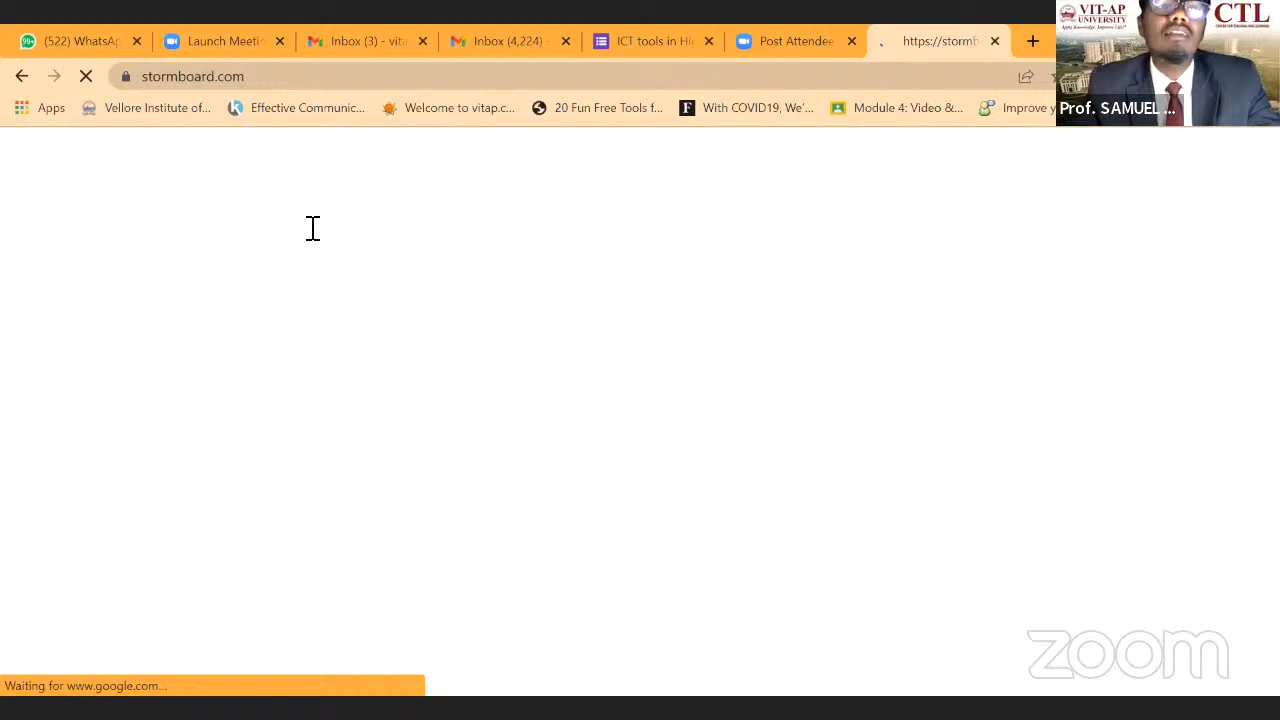 (522) WhatsAp
Launch Meeti
Inbox (3) - vita
Inbox (4,224) -
ICT tools in Hi
Post Attendee
https://stormb
stormboard.com
Apps
Vellore Institute of...
Effective Communic...
Welcome to vitap.c...
20 Fun Free Tools f...
With COVID19, We'...
Module 4: Video &...
Improve y
VIT-AP
UNIVERSITY
CTL
Prof. SAMUEL ...
zoom
Waiting for www.google.com...